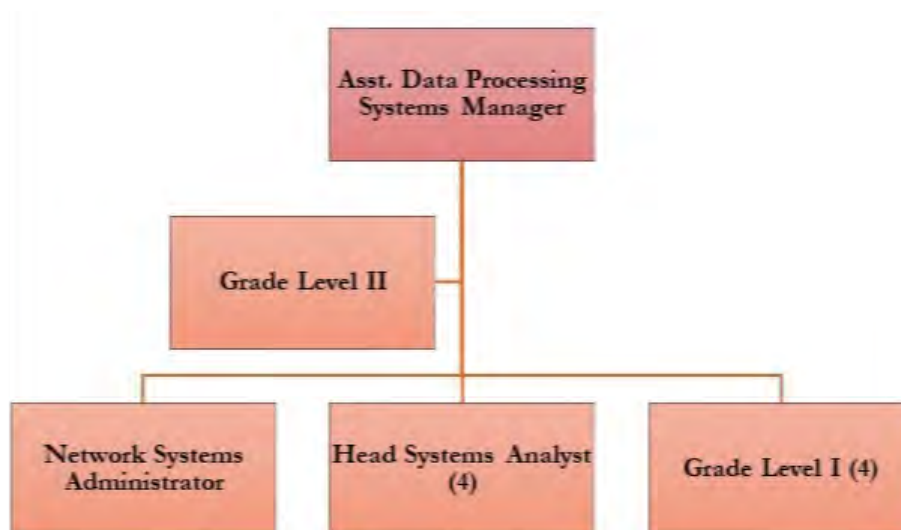 Asst. Data Processing
Systems Manager
Grade Level II
Network Systems
Administrator
Head Systems Analyst
(4)
Grade Level I (4)